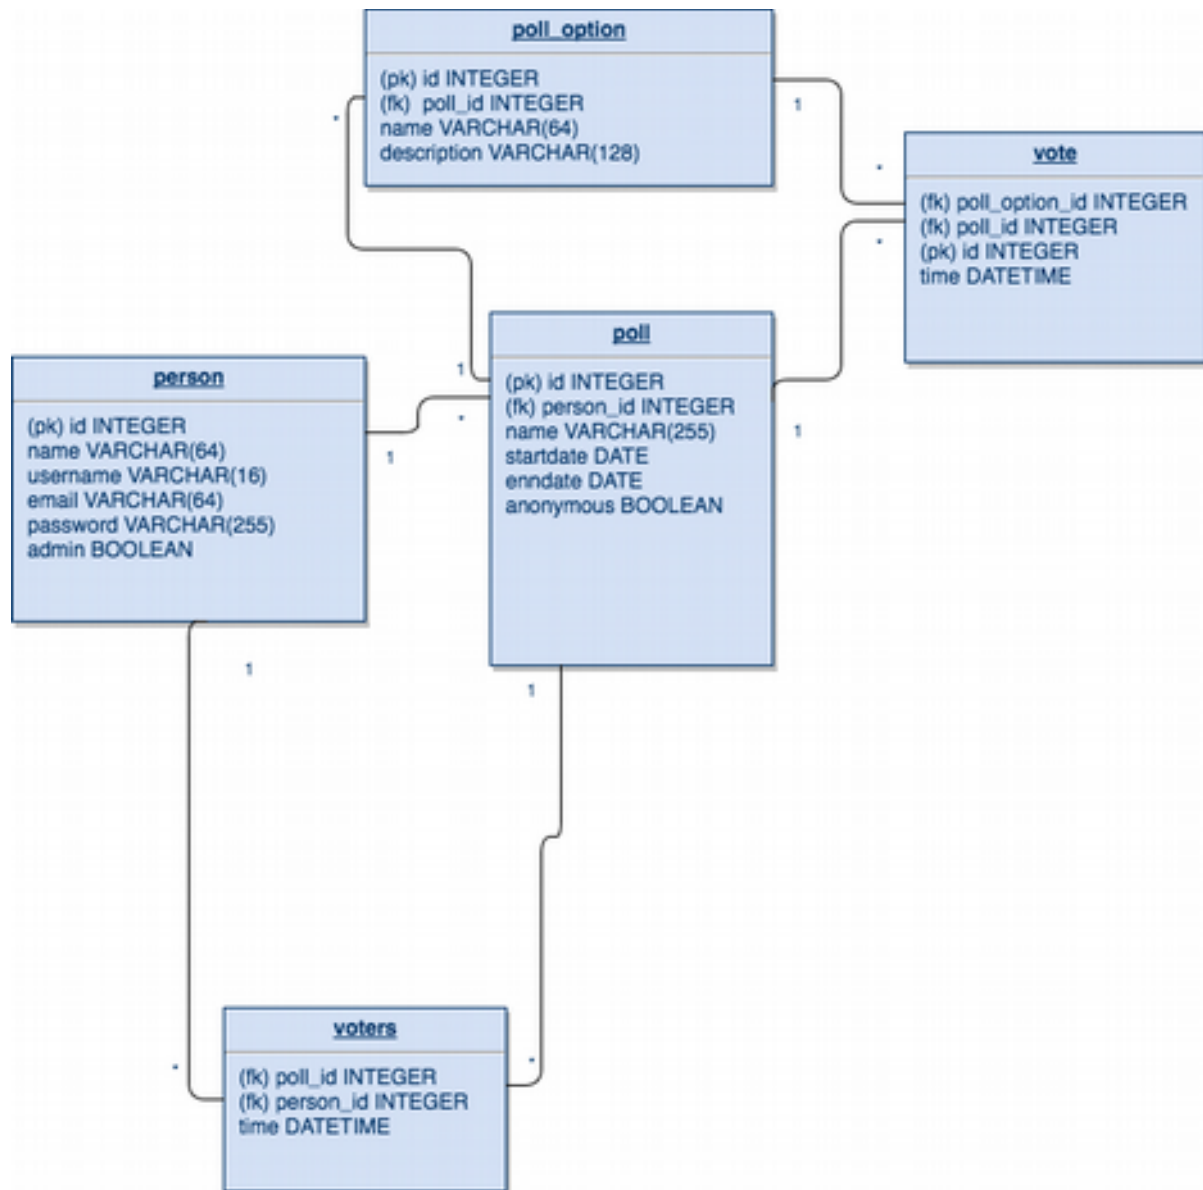 poll_option
(pk) id INTEGER
(fk)  poll_id INTEGER
name VARCHAR(64)
description VARCHAR(128)
*
1
vote
(fk) poll_option_id INTEGER
(fk) poll_id INTEGER
(pk) id INTEGER
time DATETIME
*
*
poll
(pk) id INTEGER
(fk) person_id INTEGER
name VARCHAR(255)
startdate DATE
enndate DATE
anonymous BOOLEAN
1
*
1
person
(pk) id INTEGER
name VARCHAR(64)
username VARCHAR(16)
email VARCHAR(64)
password VARCHAR(255)
admin BOOLEAN
1
1
1
voters
(fk) poll_id INTEGER
(fk) person_id INTEGER
time DATETIME
*
*